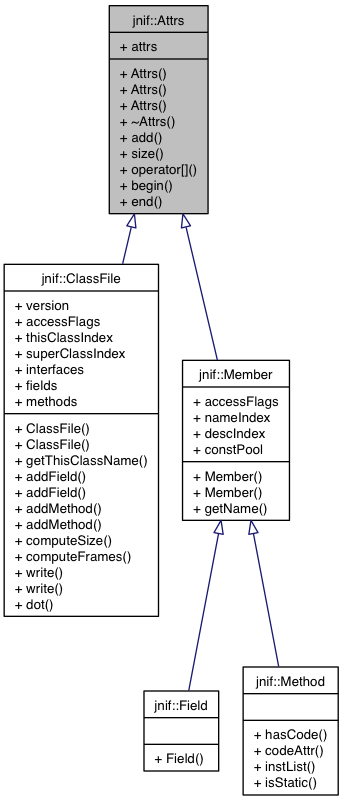 jnif::Attrs
+ attrs
+ Attrs()
+ Attrs()
+ Attrs()
+ ~Attrs()
+ add()
+ size()
+ operator[]()
+ begin()
+ end()
jnif::ClassFile
+ version
+ accessFlags
+ thisClassIndex
+ superClassIndex
+ interfaces
+ fields
+ methods
+ ClassFile()
+ ClassFile()
+ getThisClassName()
+ addField()
+ addField()
+ addMethod()
+ addMethod()
+ computeSize()
+ computeFrames()
+ write()
+ write()
+ dot()
jnif::Member
+ accessFlags
+ nameIndex
+ descIndex
+ constPool
+ Member()
+ Member()
+ getName()
jnif::Field
+ Field()
jnif::Method
+ hasCode()
+ codeAttr()
+ instList()
+ isStatic()